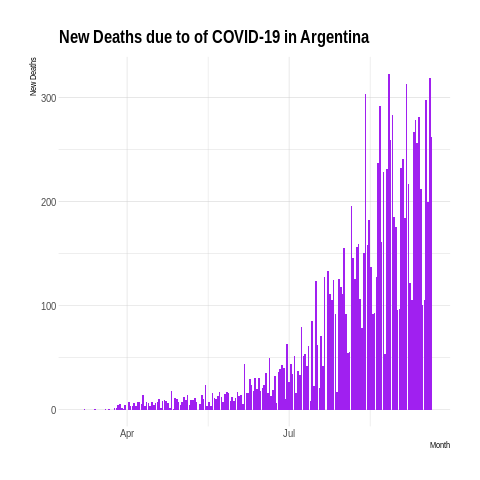 New Deaths due to of COVID-19 in Argentina
New Deaths
300
200
100
0
Apr
Jul
Month